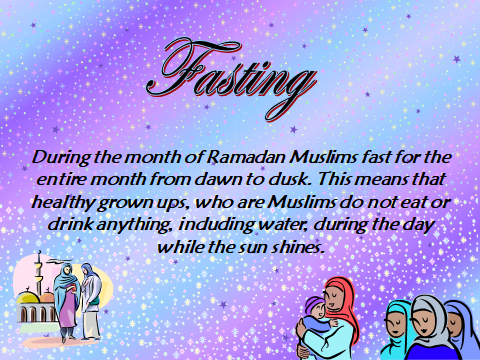 Fasting
During the month of Ramadan Muslims fast for the
entire month from dawn to dusk. This means that
healthy grown ups, who are Muslims do not eat or
drink anything, including water, during the day
while the sun shines.